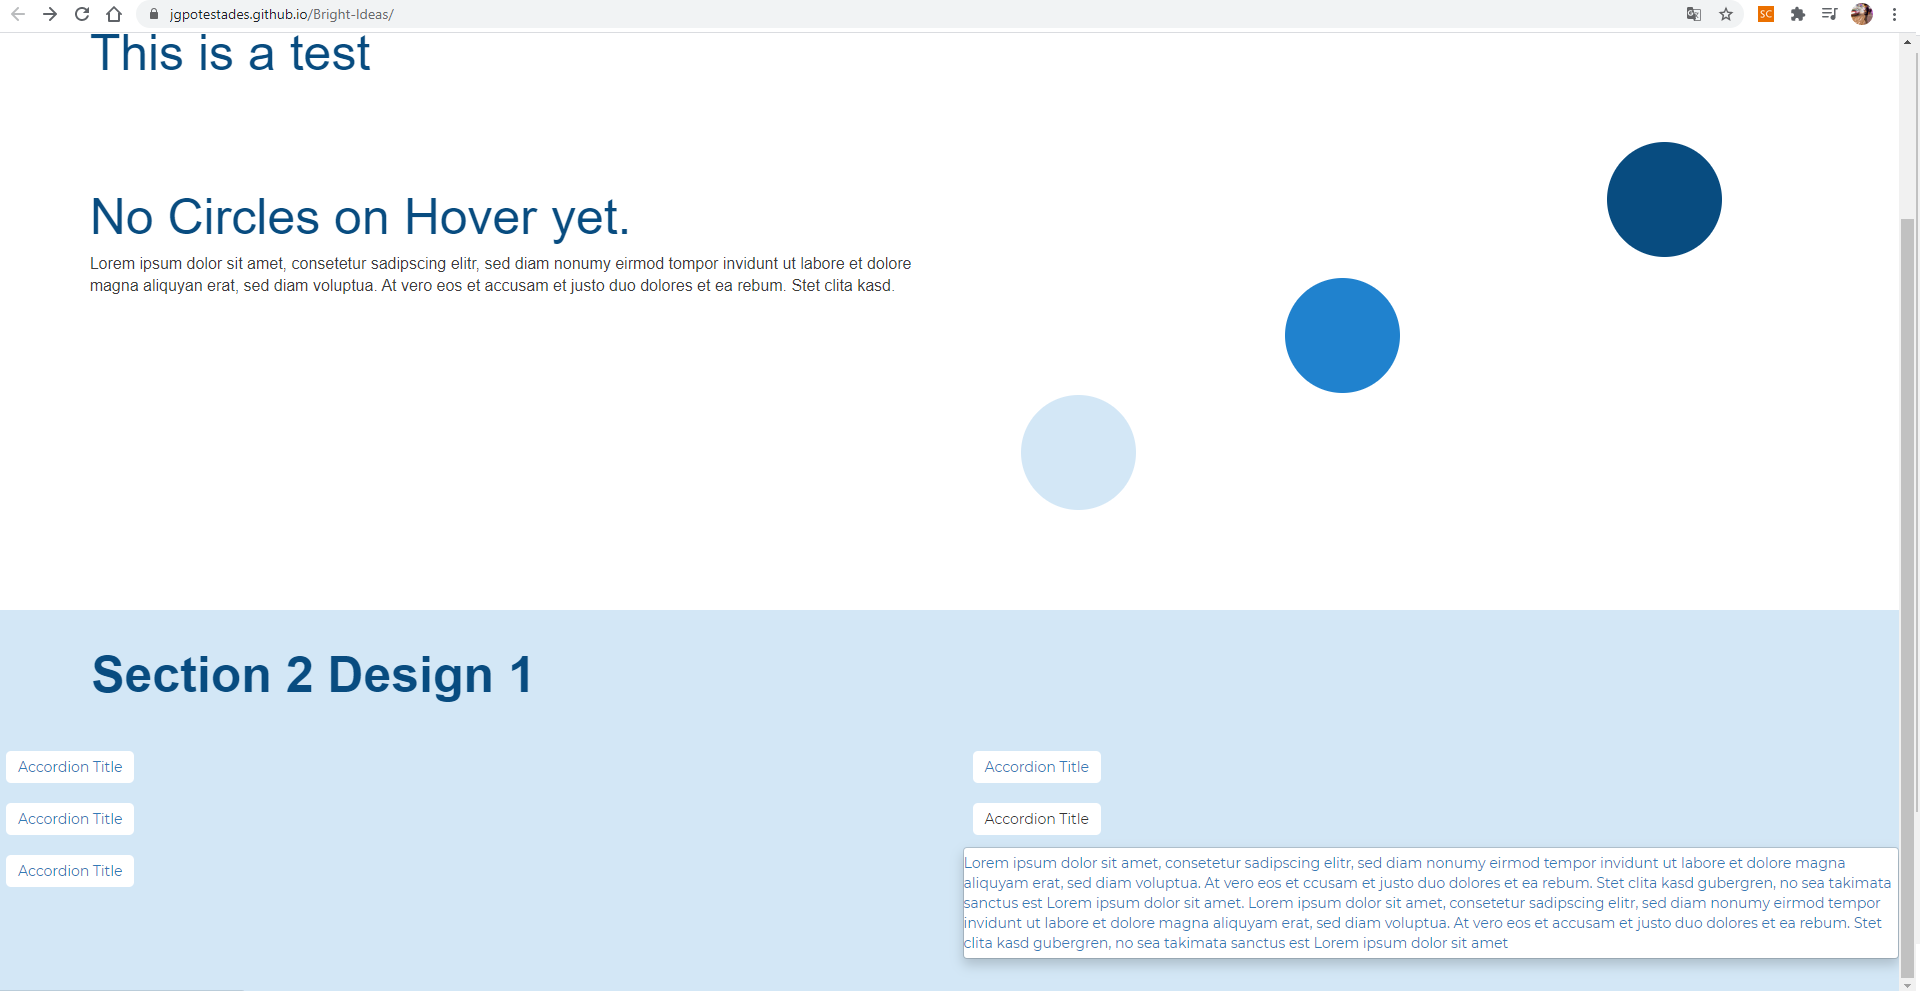 jgpotestades.github.io/Bright-Ideas/
SC
This is a test
No Circles on Hover yet.
Lorem ipsum dolor sit amet, consetetur sadipscing elitr, sed diam nonumy eirmod tompor invidunt ut labore et dolore
magna aliquyan erat, sed diam voluptua. At vero eos et accusam et justo duo dolores et ea rebum. Stet clita kasd.
Section 2 Design 1
Accordion Title
Accordion Title
Accordion Title
Accordion Title
Accordion Title
Lorem ipsum dolor sit amet, consetetur sadipscing elitr, sed diam nonumy eirmod tempor invidunt ut labore et dolore magna
aliquyam erat, sed diam voluptua. At vero eos et ccusam et justo duo dolores et ea rebum. Stet clita kasd gubergren, no sea takimata
sanctus est Lorem ipsum dolor sit amet. Lorem ipsum dolor sit amet, consetetur sadipscing elitr, sed diam nonumy eirmod tempor
invidunt ut labore et dolore magna aliquyam erat, sed diam voluptua. At vero eos et accusam et justo duo dolores et ea rebum. Stet
clita kasd gubergren, no sea takimata sanctus est Lorem ipsum dolor sit amet